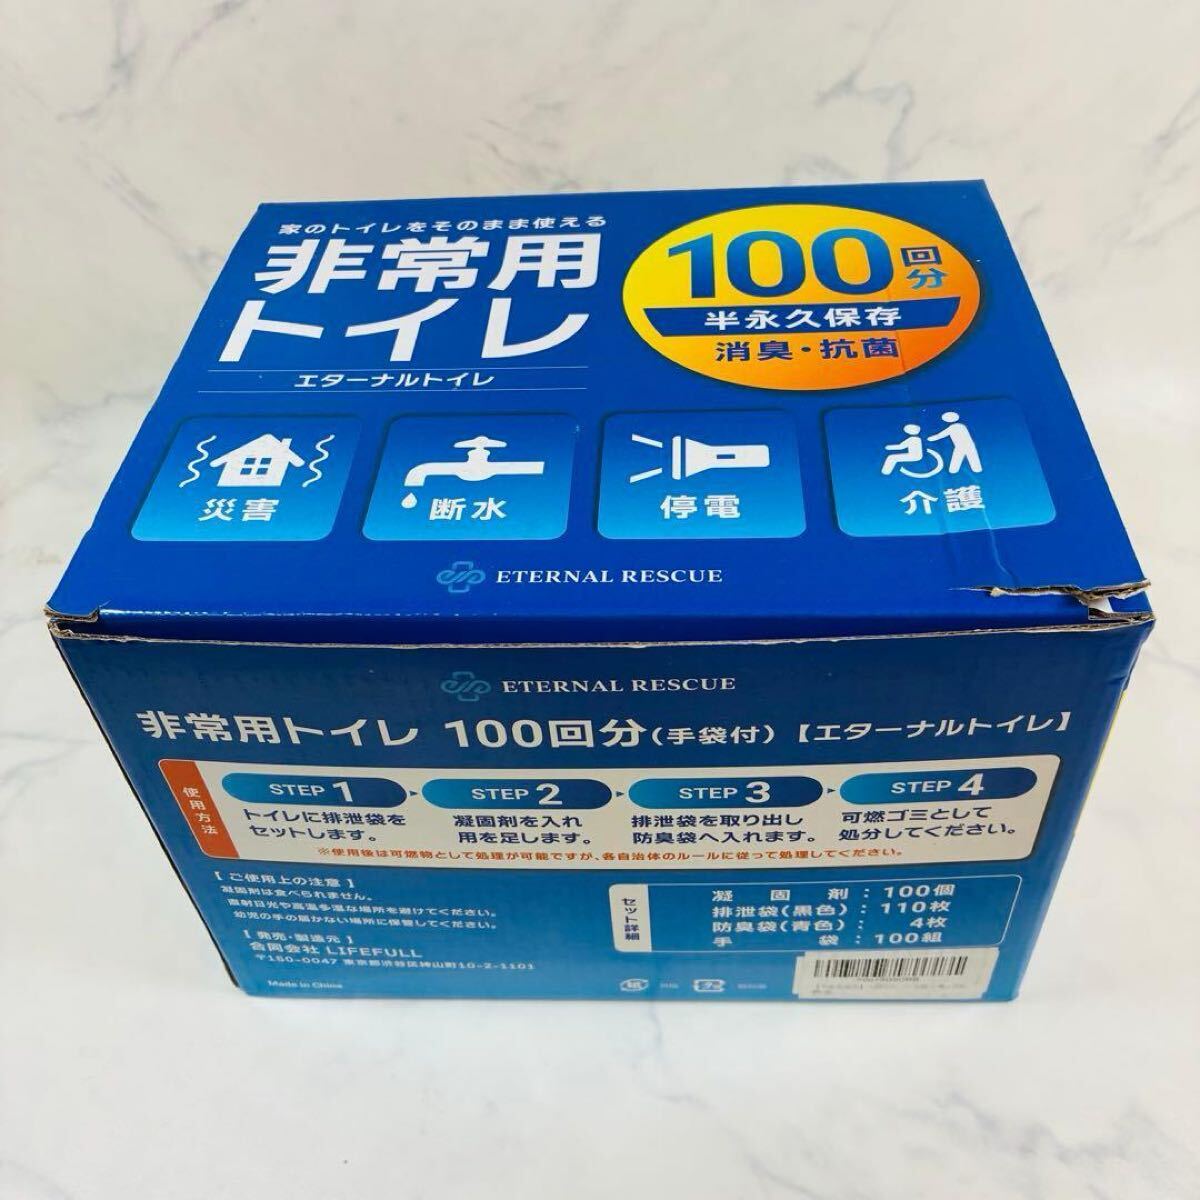 家のトイレをそのまま使える
非常用
トイレ
エターナルトイレ
100回分
半永久保存
消臭・抗菌
災害
断水
停電
介護
ETERNAL RESCUE
ETERNAL RESCUE
非常用トイレ 100回分(手袋付)【エターナルトイレ】
使用方法
STEP 1
トイレに排泄袋を
セットします。
STEP 2
凝固剤を入れ
用を足します。
STEP 3
排泄袋を取り出し
防臭袋へ入れます。
STEP 4
可燃ゴミとして
処分してください。
※使用後は可燃物として処理が可能ですが、各自治体のルールに従って処理してください。
【ご使用上の注意】
凝固剤は食べられません。
直射日光や高温多湿な場所を避けてください。
幼児の手の届かない場所に保管してください。
【発売・製造元】
合同会社 LIFEFULL
〒150-0047 東京都渋谷区神山町10-2-1101
Made in China
セット詳細
凝固剤:100個
排泄袋(黒色):110枚
防臭袋(青色):4枚
手袋:100組
紙
プラ